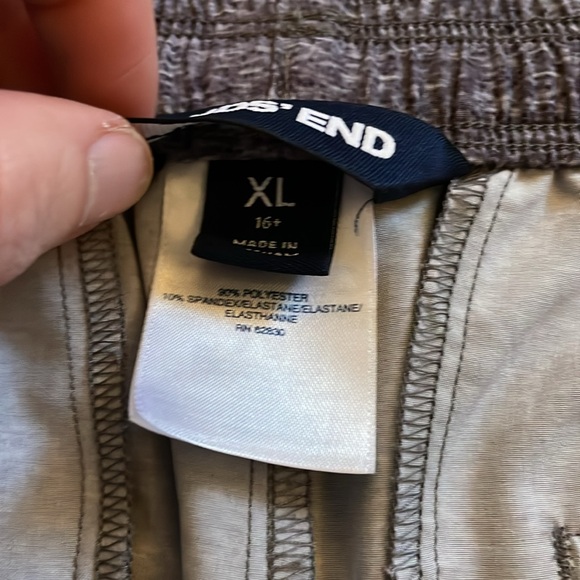 DS' END
XL
16+
MADE IN
90% POLYESTER
10% SPANDEX/ELASTANE/ELASTANE/
ELASTHANNE
RN 62830